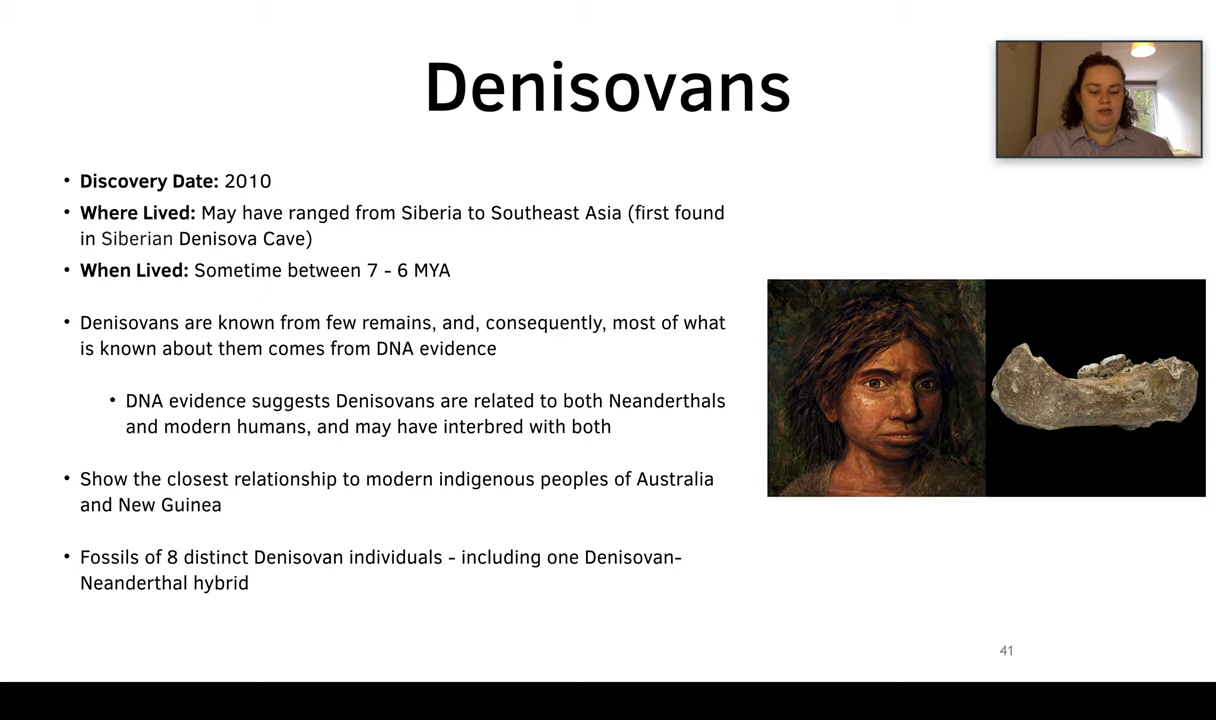 Denisovans
• Discovery Date: 2010
• Where Lived: May have ranged from Siberia to Southeast Asia (first found
in Siberian Denisova Cave)
• When Lived: Sometime between 7 - 6 MYA
• Denisovans are known from few remains, and, consequently, most of what
is known about them comes from DNA evidence
• DNA evidence suggests Denisovans are related to both Neanderthals
and modern humans, and may have interbred with both
• Show the closest relationship to modern indigenous peoples of Australia
and New Guinea
• Fossils of 8 distinct Denisovan individuals - including one Denisovan-
Neanderthal hybrid
41